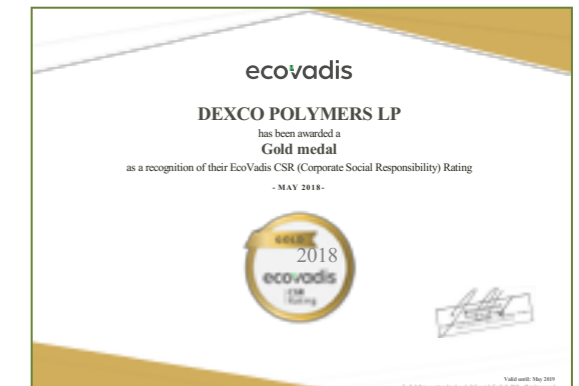 ecovadis
DEXCO POLYMERS LP
has been awarded a
Gold medal
as a recognition of their EcoVadis CSR (Corporate Social Responsibility) Rating
- MAY 2018-
GOLD
2018
ecovadis
CSR
Rating
Valid until: May 2019